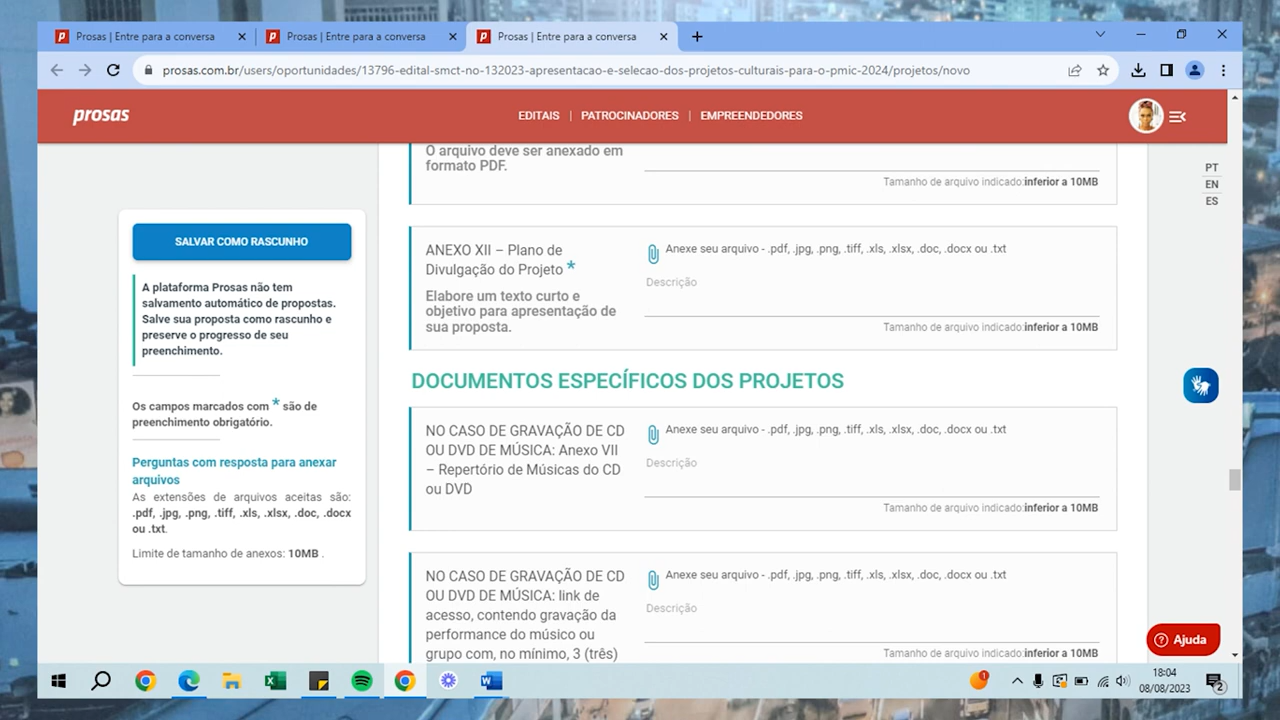 Prosas | Entre para a conversa
Prosas | Entre para a conversa
Prosas | Entre para a conversa
prosas.com.br/users/oportunidades/13796-edital-smct-no-132023-apresentacao-e-selecao-dos-projetos-culturais-para-o-pmic-2024/projetos/novo
prosas
EDITAIS | PATROCINADORES | EMPREENDEDORES
PT
EN
ES
SALVAR COMO RASCUNHO
A plataforma Prosas não tem
salvamento automático de propostas.
Salve sua proposta como rascunho e
preserve o progresso de seu
preenchimento.
Os campos marcados com * são de
preenchimento obrigatório.
Perguntas com resposta para anexar
arquivos
As extensões de arquivos aceitas são:
.pdf, .jpg, .png, .tiff, .xls, .xlsx, .doc, .docx
ou .txt.
Limite de tamanho de anexos: 10MB .
O arquivo deve ser anexado em
formato PDF.
Tamanho de arquivo indicado:inferior a 10MB
ANEXO XII – Plano de
Divulgação do Projeto *
Elabore um texto curto e
objetivo para apresentação de
sua proposta.
Anexe seu arquivo - .pdf, .jpg, .png, .tiff, .xls, .xlsx, .doc, .docx ou .txt
Descrição
Tamanho de arquivo indicado:inferior a 10MB
DOCUMENTOS ESPECÍFICOS DOS PROJETOS
NO CASO DE GRAVAÇÃO DE CD
OU DVD DE MÚSICA: Anexo VII
– Repertório de Músicas do CD
ou DVD
Anexe seu arquivo - .pdf, .jpg, .png, .tiff, .xls, .xlsx, .doc, .docx ou .txt
Descrição
Tamanho de arquivo indicado:inferior a 10MB
NO CASO DE GRAVAÇÃO DE CD
OU DVD DE MÚSICA: link de
acesso, contendo gravação da
performance do músico ou
grupo com, no mínimo, 3 (três)
Anexe seu arquivo - .pdf, .jpg, .png, .tiff, .xls, .xlsx, .doc, .docx ou .txt
Descrição
Tamanho de arquivo indicado:inferior a 10MB
Ajuda
1
18:04
08/08/2023
2